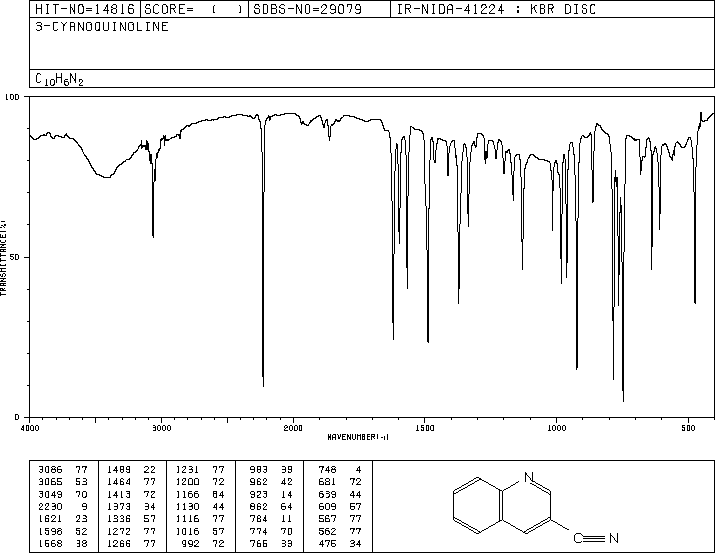 HIT-NO=14816 SCORE= ( ) SDBS-NO=29079 IR-NIDA-41224 : KBR DISC
3-CYANOQUINOLINE
C10H6N2
100
50
0
TRANSMITTANCE(%)
4000 3000 2000 1500 1000 500
WAVENUMBER(-1)
3086 77 1489 22 1231 77 983 39 748 4
3065 53 1464 77 1200 72 962 42 681 72
3049 70 1413 72 1166 64 923 14 639 44
2230 9 1373 34 1130 44 862 64 609 57
1621 23 1336 57 1116 77 784 11 567 77
1598 52 1272 77 1016 57 774 70 562 77
1568 38 1266 77 992 72 766 33 476 34
N
C N